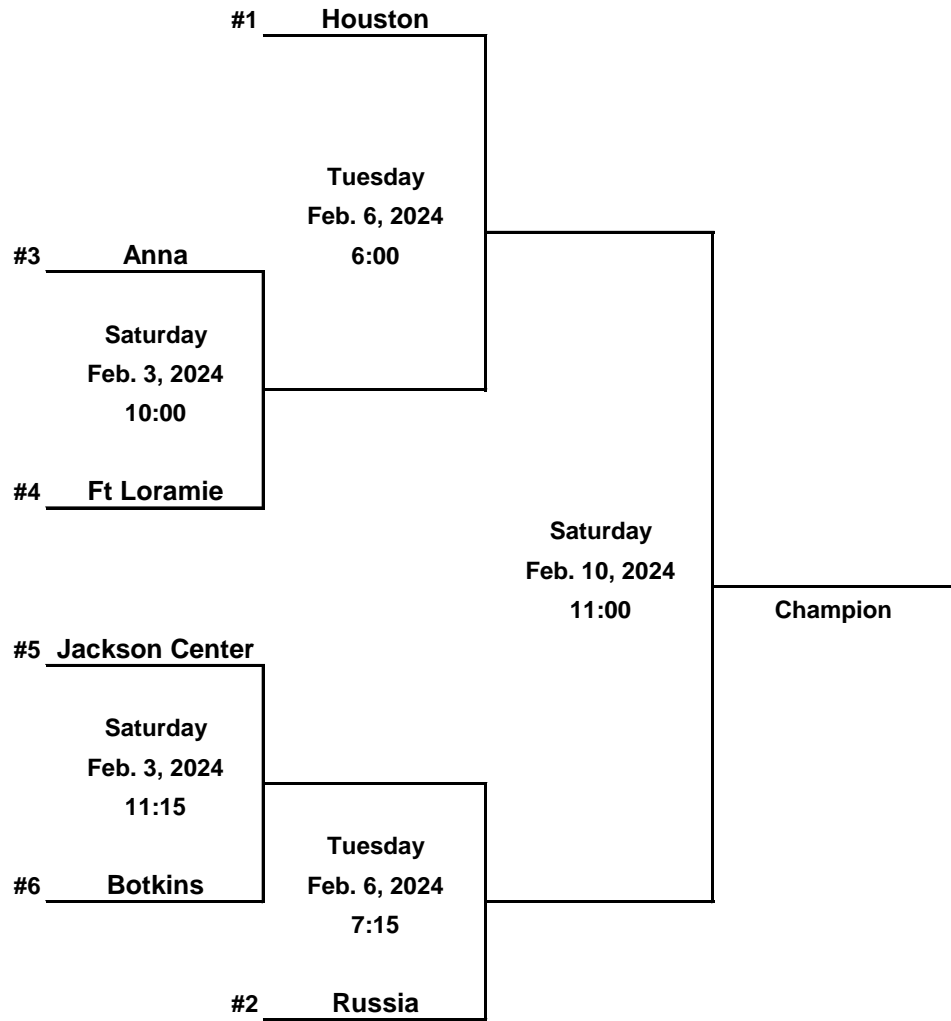 #1 Houston
Tuesday
Feb. 6, 2024
6:00
#3 Anna
Saturday
Feb. 3, 2024
10:00
#4 Ft Loramie
Saturday
Feb. 10, 2024
11:00
Champion
#5 Jackson Center
Saturday
Feb. 3, 2024
11:15
#6 Botkins
Tuesday
Feb. 6, 2024
7:15
#2 Russia